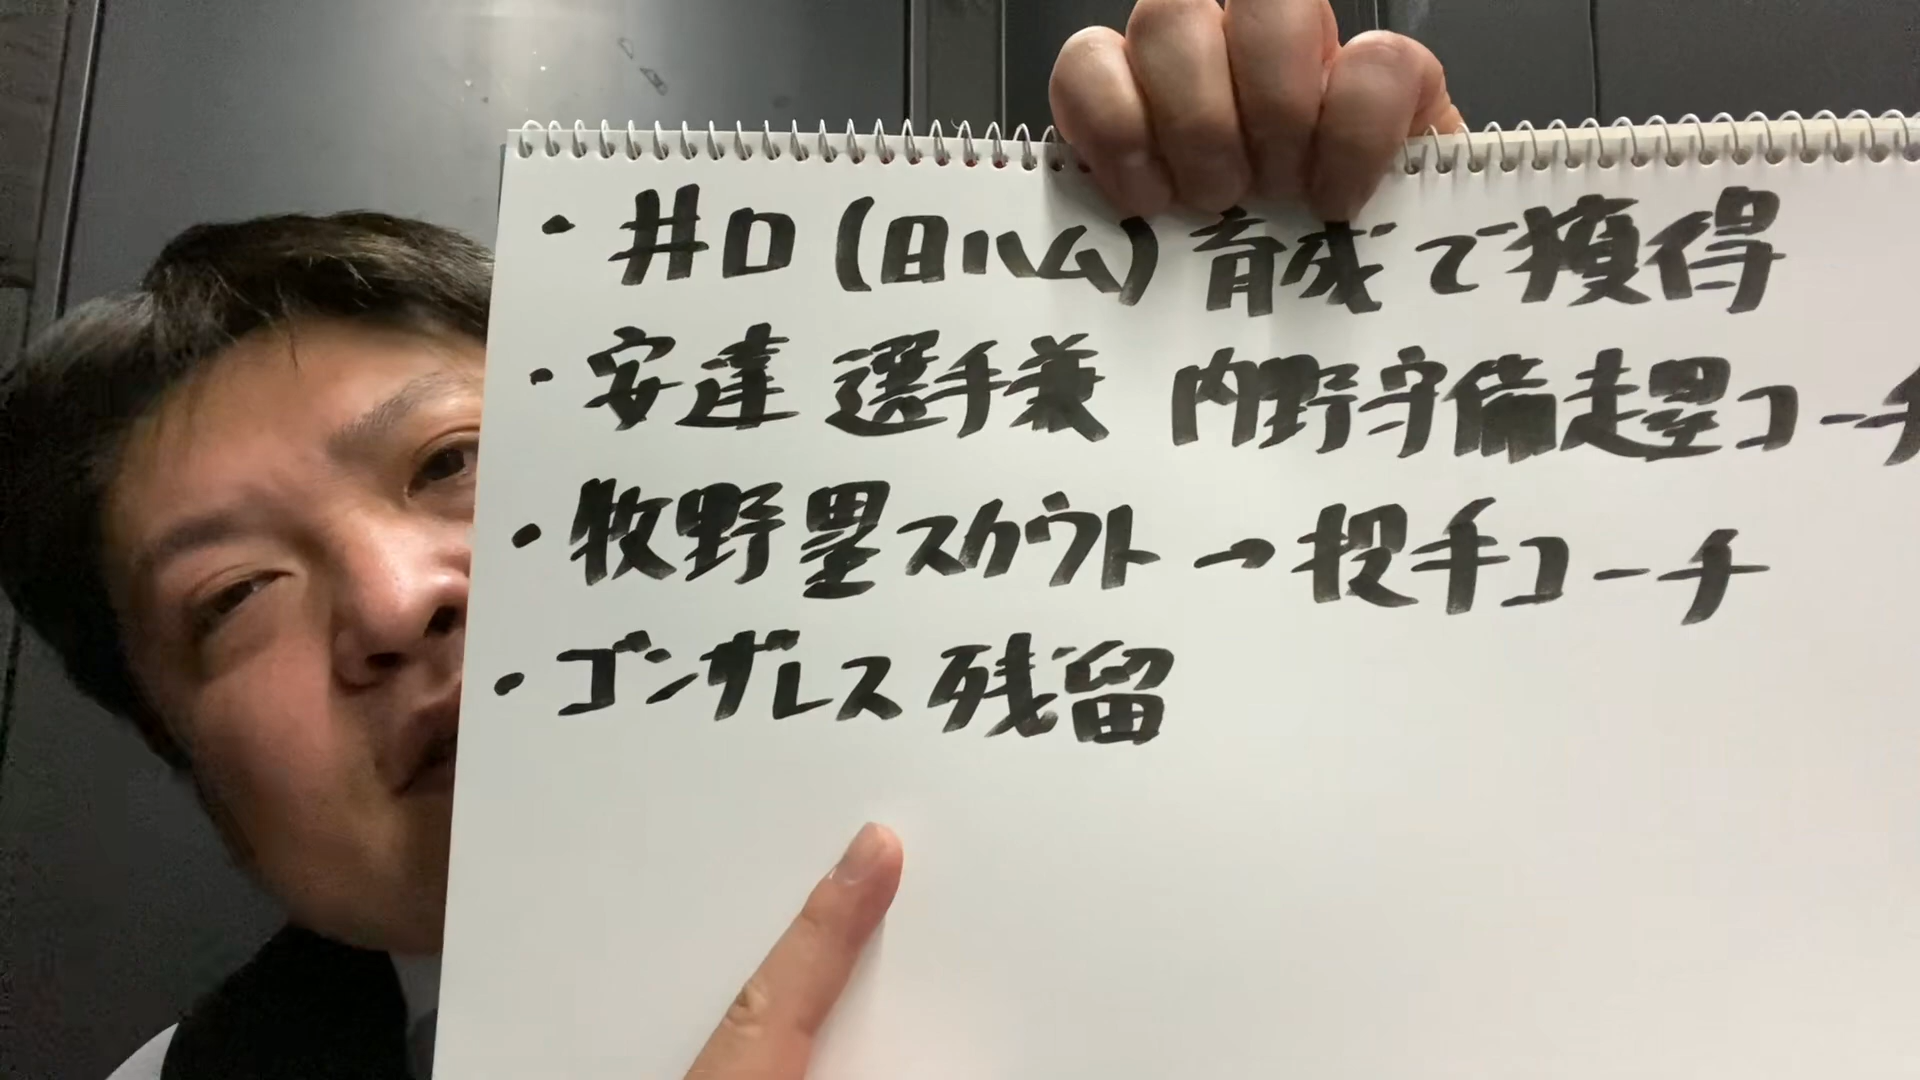 ・井口(日ハム)育成で獲得
・安達 選手兼 内野守備走塁コーチ
・牧野塁スカウト→投手コーチ
・ゴンザレス 残留